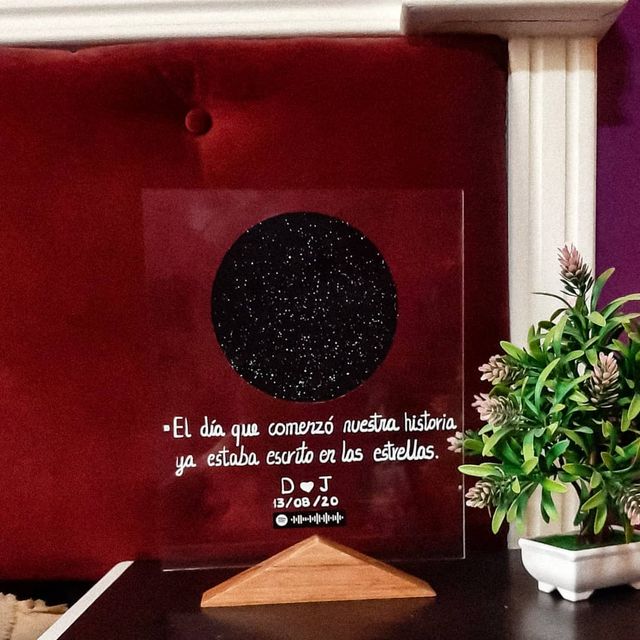 ▪El día que comenzó nuestra historia
ya estaba escrito en las estrellas.
D ♥ J
13/08/20